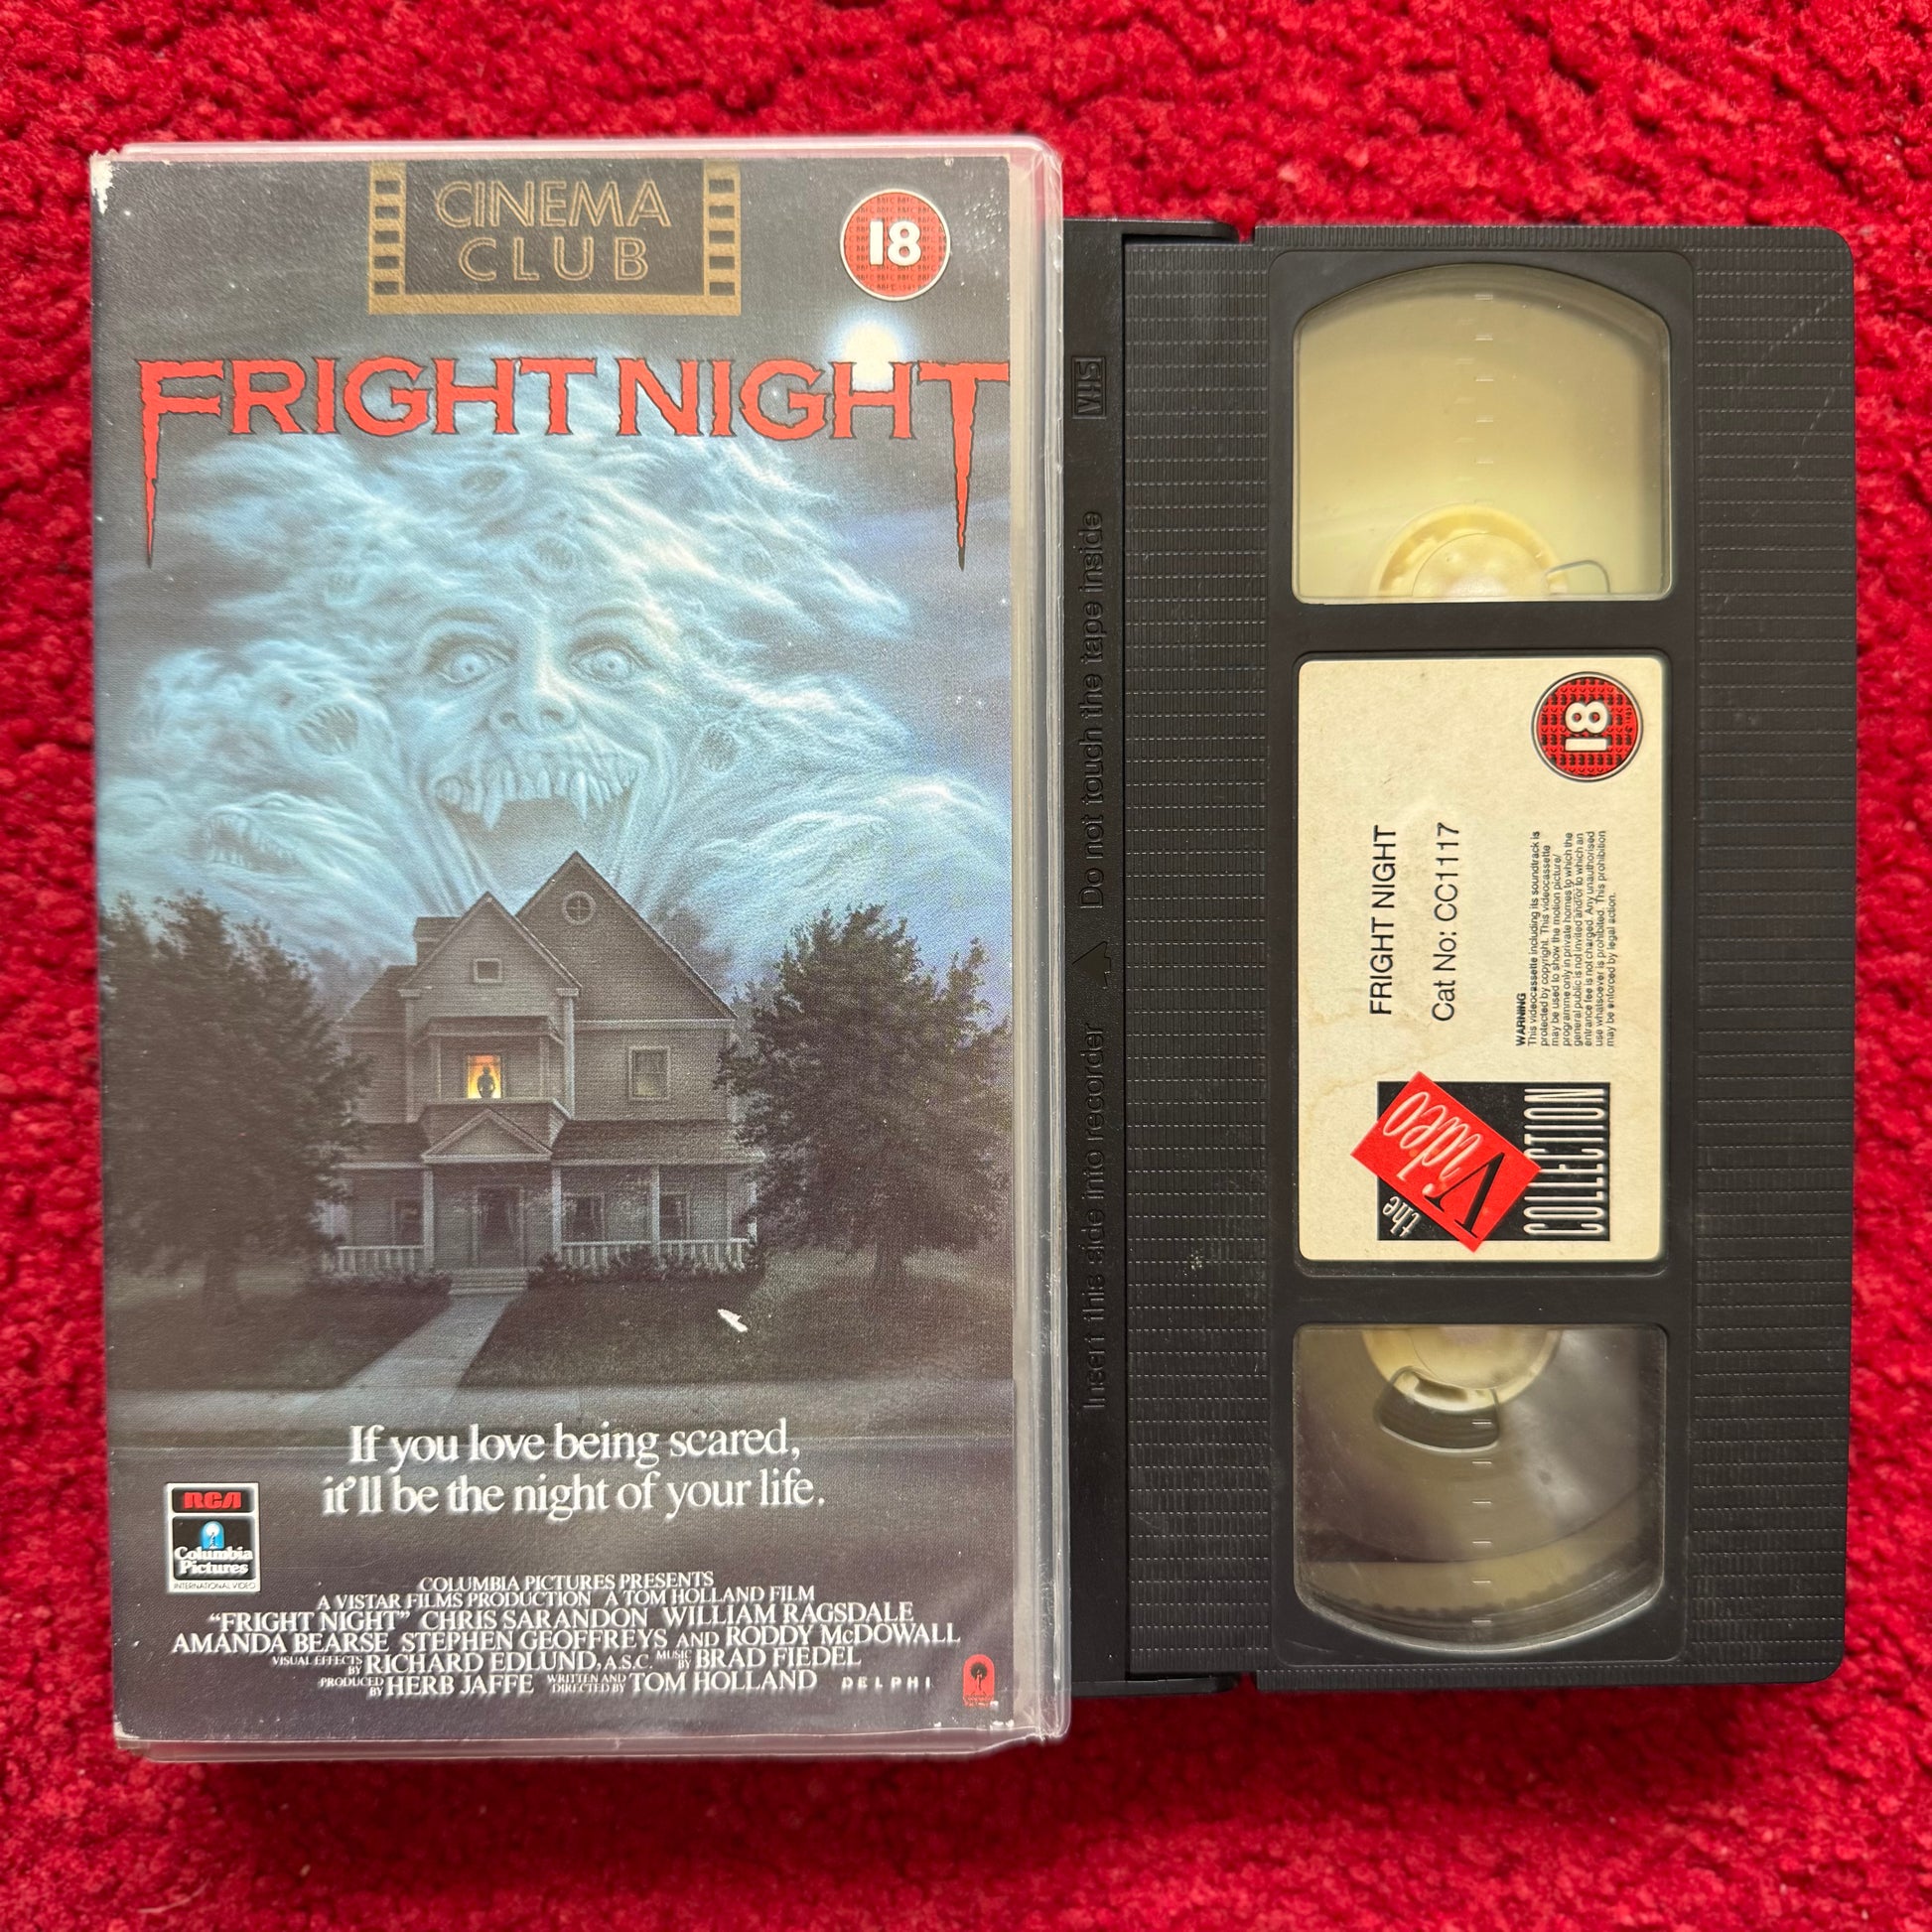 CINEMA
CLUB
18
FRIGHT NIGHT
If you love being scared,
it'll be the night of your life.
RCA
Columbia
Pictures
INTERNATIONAL VIDEO
COLUMBIA PICTURES PRESENTS
A VISTAR FILMS PRODUCTION A TOM HOLLAND FILM
"FRIGHT NIGHT" CHRIS SARANDON WILLIAM RAGSDALE
AMANDA BEARSE STEPHEN GEOFFREYS AND RODDY McDOWALL
VISUAL EFFECTS BY RICHARD EDLUND, A.S.C. MUSIC BY BRAD FIEDEL
PRODUCED BY HERB JAFFE WRITTEN AND DIRECTED BY TOM HOLLAND DELPHI
VHS
Insert this side into recorder Do not touch the tape inside
18
FRIGHT NIGHT
Cat No: CC1117
WARNING
This videocassette including its soundtrack is
protected by copyright. This videocassette
may be used to show the motion picture/
programme only in private homes to which the
general public is not invited and/or to which an
entrance fee is not charged. Any unauthorised
use whatsoever is prohibited. This prohibition
may be enforced by legal action.
the
Video
COLLECTION